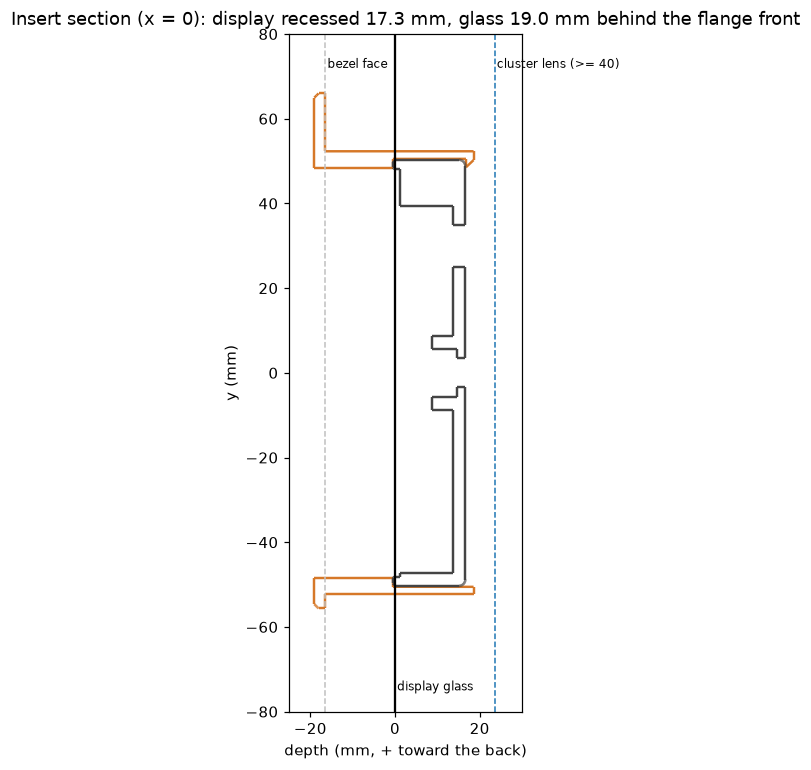 Insert section (x = 0): display recessed 17.3 mm, glass 19.0 mm behind the flange front
80
bezel face
cluster lens (>= 40)
60
40
20
0
y (mm)
−20
−40
−60
display glass
−80
−20 0 20
depth (mm, + toward the back)